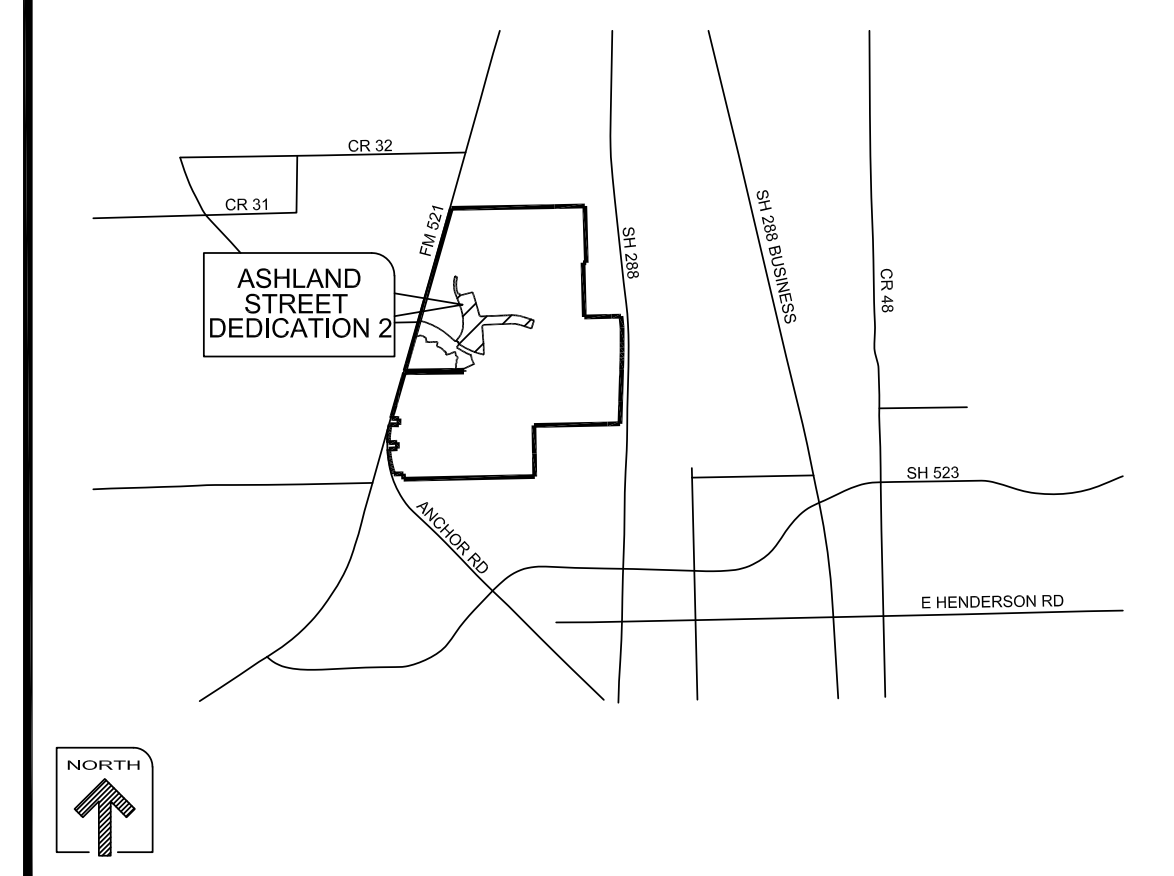 CR 32
CR 31
FM 521
SH 288
SH 288 BUSINESS
CR 48
ASHLAND
STREET
DEDICATION 2
SH 523
ANCHOR RD
E HENDERSON RD
NORTH